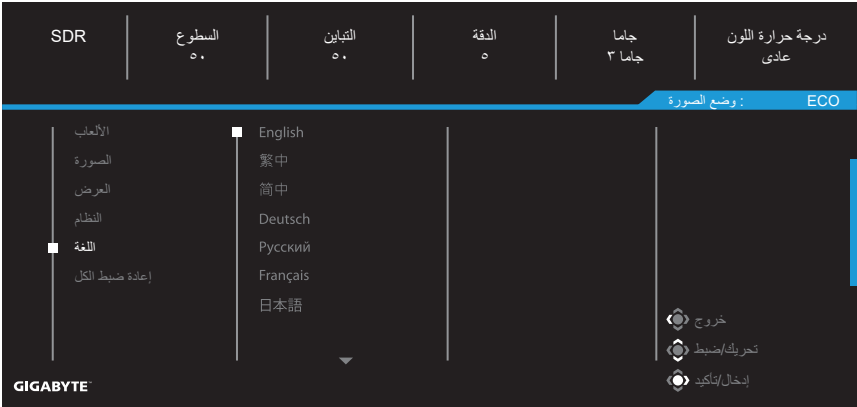 SDR
السطوع
٥٠
التباين
٥٠
الدقة
٥
جاما
جاما ٣
درجة حرارة اللون
عادى
وضع الصورة : ECO
الألعاب
الصورة
العرض
النظام
اللغة
إعادة ضبط الكل
English
繁中
简中
Deutsch
Русский
Français
日本語
خروج
تحريك/ضبط
إدخال/تأكيد
GIGABYTE™